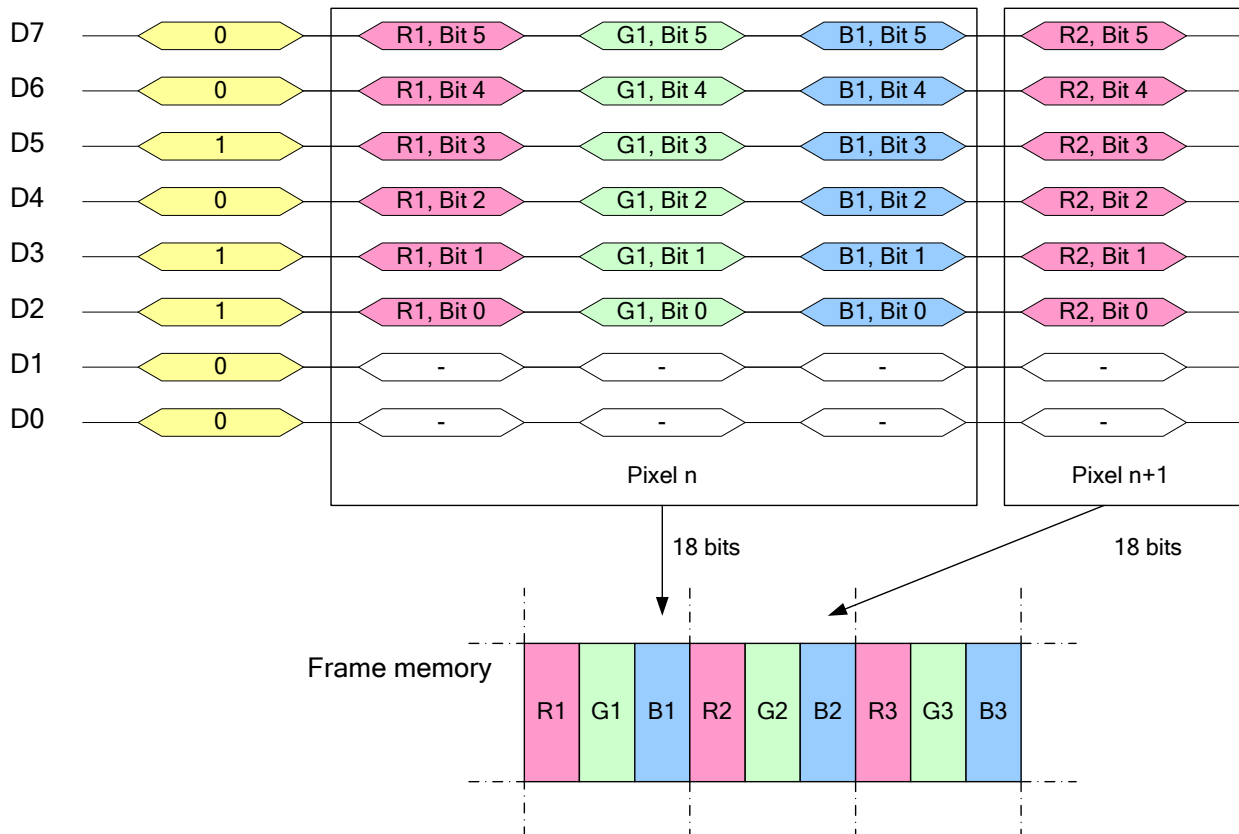 D7 0 R1, Bit 5 G1, Bit 5 B1, Bit 5 R2, Bit 5
D6 0 R1, Bit 4 G1, Bit 4 B1, Bit 4 R2, Bit 4
D5 1 R1, Bit 3 G1, Bit 3 B1, Bit 3 R2, Bit 3
D4 0 R1, Bit 2 G1, Bit 2 B1, Bit 2 R2, Bit 2
D3 1 R1, Bit 1 G1, Bit 1 B1, Bit 1 R2, Bit 1
D2 1 R1, Bit 0 G1, Bit 0 B1, Bit 0 R2, Bit 0
D1 0 - - - -
D0 0 - - - -
Pixel n Pixel n+1
18 bits 18 bits
Frame memory
R1 G1 B1 R2 G2 B2 R3 G3 B3